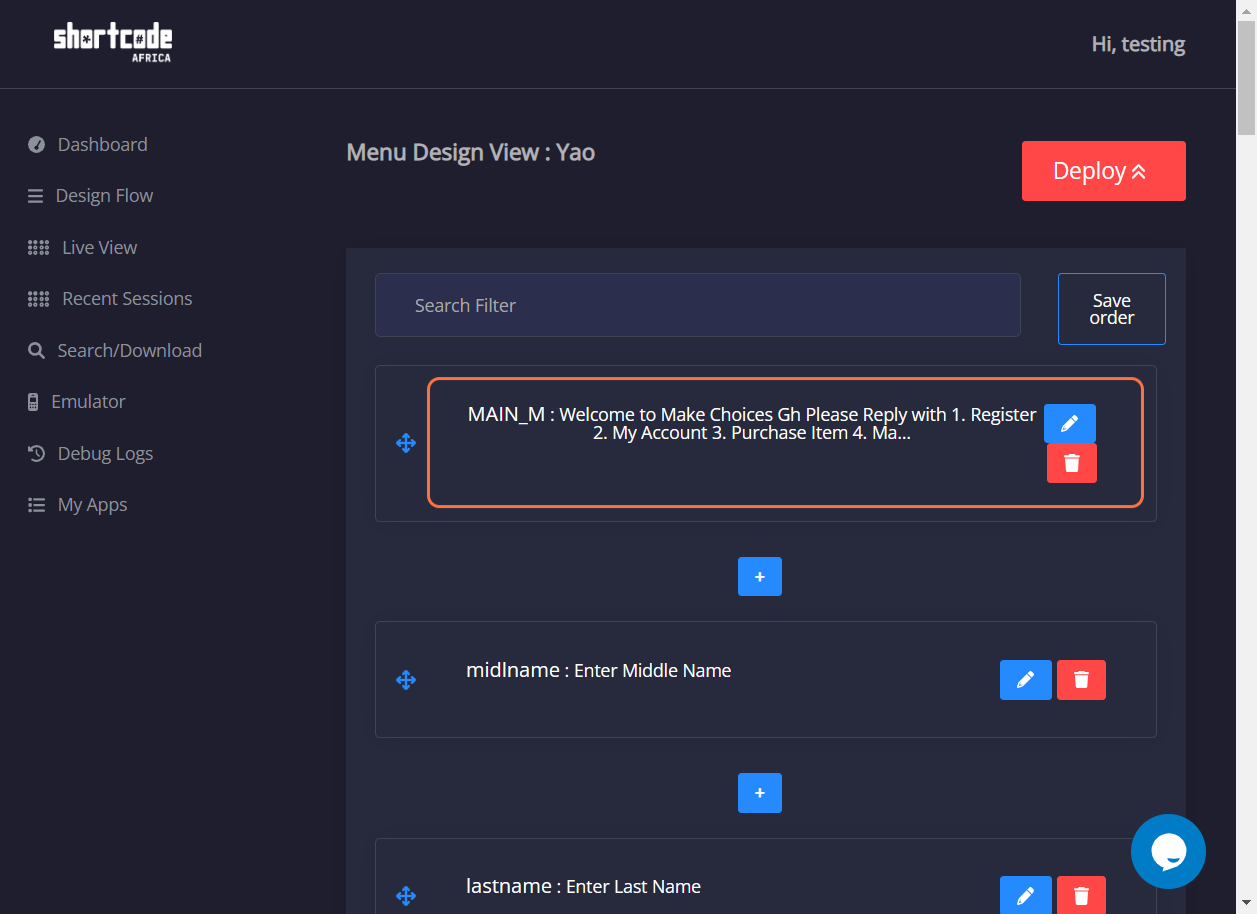 shortcode
AFRICA
Hi, testing
Dashboard
Design Flow
Live View
Recent Sessions
Search/Download
Emulator
Debug Logs
My Apps
Menu Design View : Yao
Deploy
Search Filter
Save
order
MAIN_M : Welcome to Make Choices Gh Please Reply with 1. Register
2. My Account 3. Purchase Item 4. Ma...
+
midlname : Enter Middle Name
+
lastname : Enter Last Name